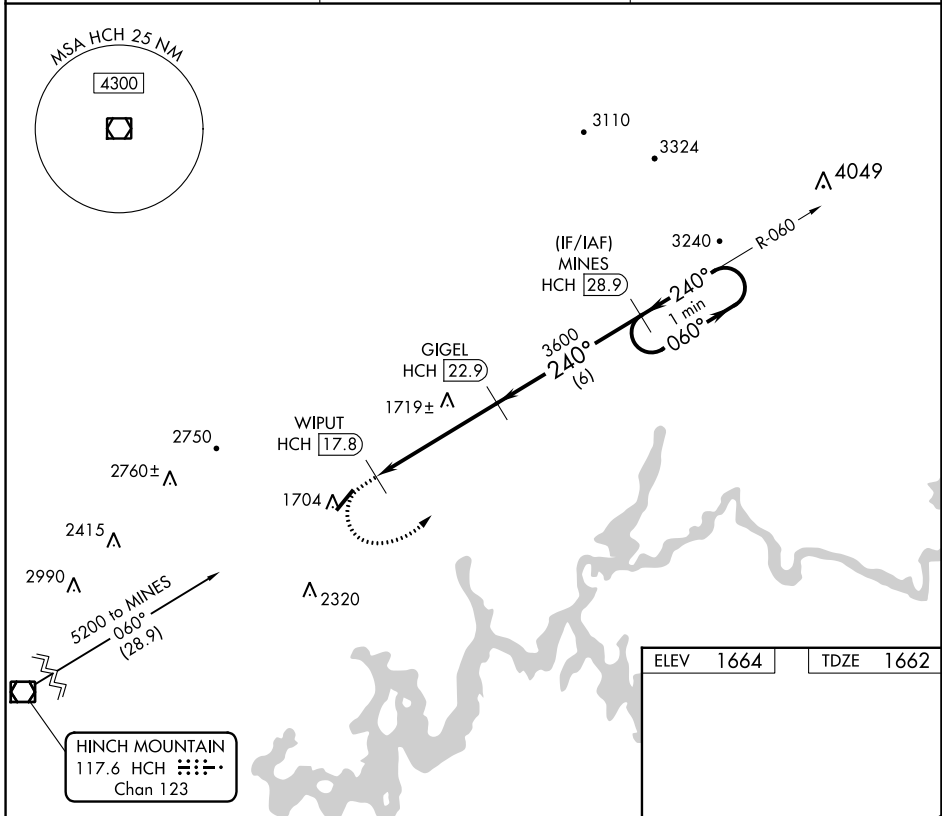 MSA HCH 25 NM
4300
3110
3324
4049
3240
R-060
(IF/IAF)
MINES
HCH 28.9
240°
1 min
060°
3600
240°
(6)
GIGEL
HCH 22.9
1719±
WIPUT
HCH 17.8
2750
2760±
1704
2415
2990
2320
5200 to MINES
060°
(28.9)
HINCH MOUNTAIN
117.6 HCH
Chan 123
ELEV 1664
TDZE 1662